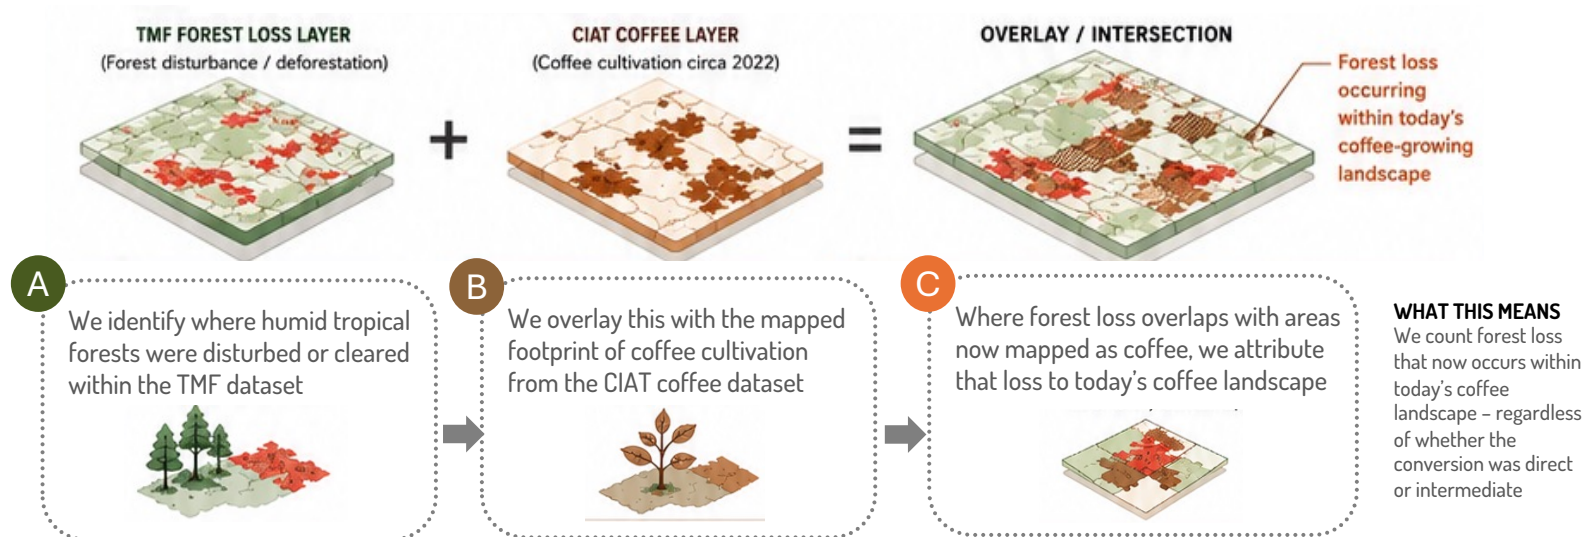 TMF FOREST LOSS LAYER
(Forest disturbance / deforestation)
+
CIAT COFFEE LAYER
(Coffee cultivation circa 2022)
=
OVERLAY / INTERSECTION
Forest loss
occurring
within today's
coffee-growing
landscape
A
We identify where humid tropical
forests were disturbed or cleared
within the TMF dataset
B
We overlay this with the mapped
footprint of coffee cultivation
from the CIAT coffee dataset
C
Where forest loss overlaps with areas
now mapped as coffee, we attribute
that loss to today's coffee landscape
WHAT THIS MEANS
We count forest loss
that now occurs within
today's coffee
landscape – regardless
of whether the
conversion was direct
or intermediate